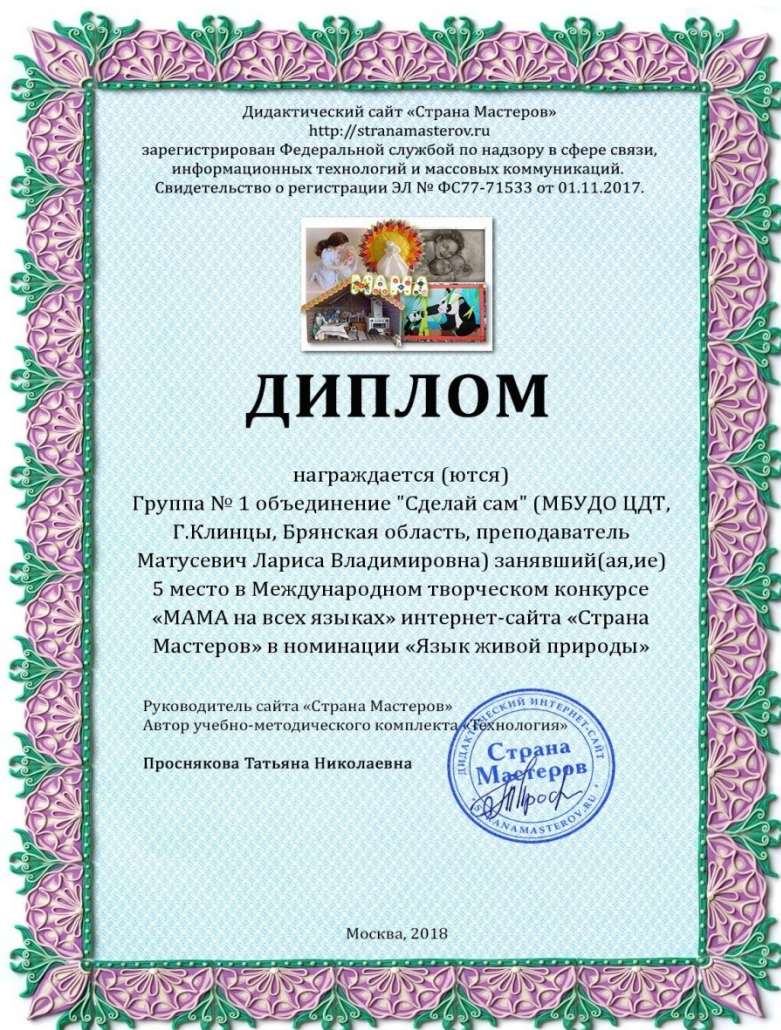 Дидактический сайт «Страна Мастеров»
http://stranamasterov.ru
зарегистрирован Федеральной службой по надзору в сфере связи,
информационных технологий и массовых коммуникаций.
Свидетельство о регистрации ЭЛ № ФС77-71533 от 01.11.2017.
МАМА
ДИПЛОМ
награждается (ются)
Группа № 1 объединение "Сделай сам" (МБУДО ЦДТ,
Г.Клинцы, Брянская область, преподаватель
Матусевич Лариса Владимировна) занявший(ая,ие)
5 место в Международном творческом конкурсе
«МАМА на всех языках» интернет-сайта «Страна
Мастеров» в номинации «Язык живой природы»
Руководитель сайта «Страна Мастеров»
Автор учебно-методического комплекта «Технология»
Проснякова Татьяна Николаевна
ДИДАКТИЧЕСКИЙ ИНТЕРНЕТ-САЙТ
Страна
Мастеров
STRANAMASTEROV.RU
Москва, 2018